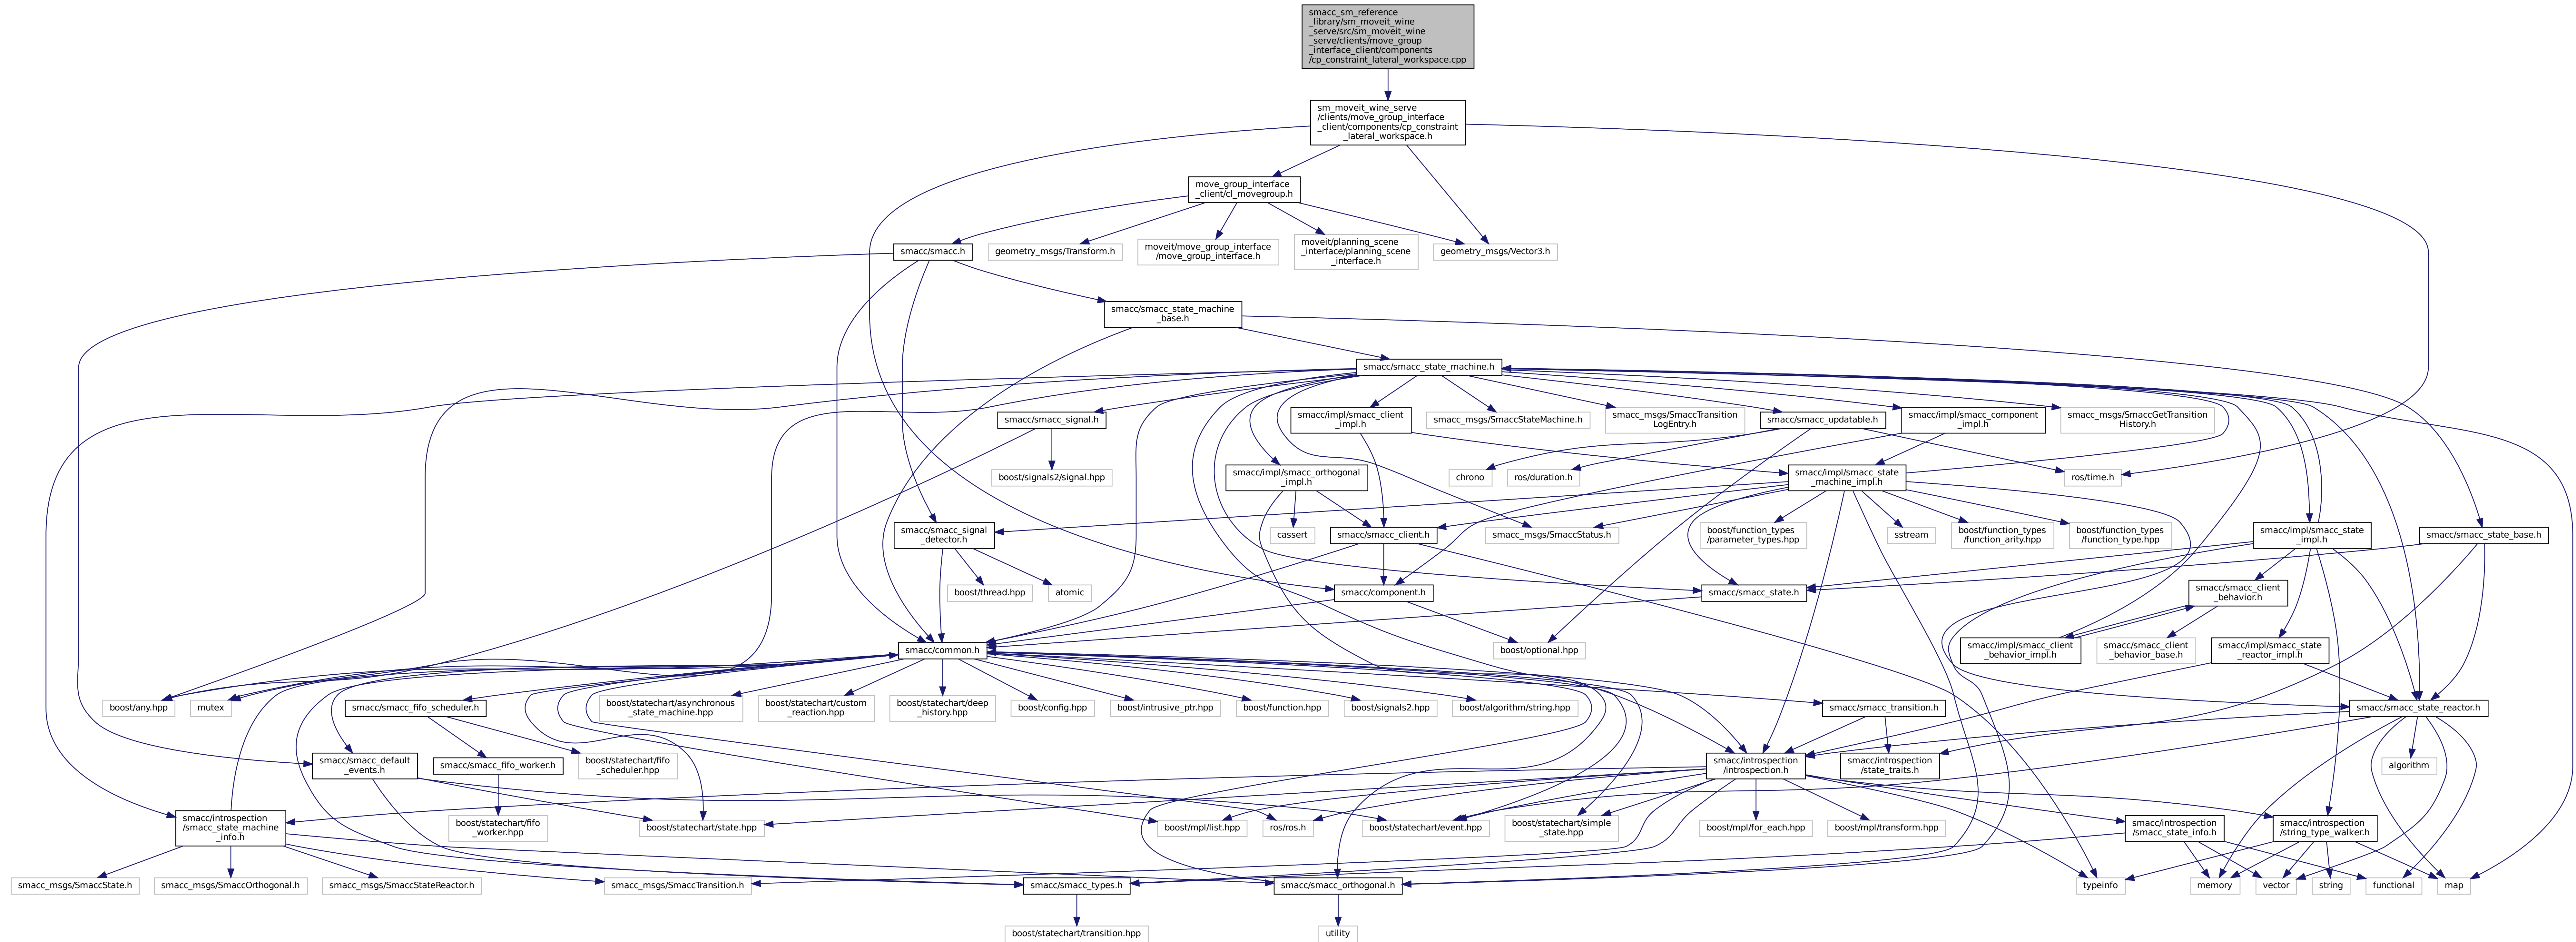 smacc_sm_reference
_library/sm_moveit_wine
_serve/src/sm_moveit_wine
_serve/clients/move_group
_interface_client/components
/cp_constraint_lateral_workspace.cpp
sm_moveit_wine_serve
/clients/move_group_interface
_client/components/cp_constraint
_lateral_workspace.h
move_group_interface
_client/cl_movegroup.h
smacc/smacc.h
geometry_msgs/Transform.h
moveit/move_group_interface
/move_group_interface.h
moveit/planning_scene
_interface/planning_scene
_interface.h
geometry_msgs/Vector3.h
smacc/smacc_state_machine
_base.h
smacc/smacc_state_machine.h
smacc/smacc_signal.h
smacc/impl/smacc_client
_impl.h
smacc_msgs/SmaccStateMachine.h
smacc_msgs/SmaccTransition
LogEntry.h
smacc/smacc_updatable.h
smacc/impl/smacc_component
_impl.h
smacc_msgs/SmaccGetTransition
History.h
boost/signals2/signal.hpp
smacc/impl/smacc_orthogonal
_impl.h
chrono
ros/duration.h
smacc/impl/smacc_state
_machine_impl.h
ros/time.h
smacc/smacc_signal
_detector.h
cassert
smacc/smacc_client.h
smacc_msgs/SmaccStatus.h
boost/function_types
/parameter_types.hpp
sstream
boost/function_types
/function_arity.hpp
boost/function_types
/function_type.hpp
smacc/impl/smacc_state
_impl.h
smacc/smacc_state_base.h
boost/thread.hpp
atomic
smacc/component.h
smacc/smacc_state.h
smacc/smacc_client
_behavior.h
smacc/common.h
boost/optional.hpp
smacc/impl/smacc_client
_behavior_impl.h
smacc/smacc_client
_behavior_base.h
smacc/impl/smacc_state
_reactor_impl.h
boost/any.hpp
mutex
smacc/smacc_fifo_scheduler.h
boost/statechart/asynchronous
_state_machine.hpp
boost/statechart/custom
_reaction.hpp
boost/statechart/deep
_history.hpp
boost/config.hpp
boost/intrusive_ptr.hpp
boost/function.hpp
boost/signals2.hpp
boost/algorithm/string.hpp
smacc/smacc_transition.h
smacc/smacc_state_reactor.h
smacc/smacc_default
_events.h
smacc/smacc_fifo_worker.h
boost/statechart/fifo
_scheduler.hpp
smacc/introspection
/introspection.h
smacc/introspection
/state_traits.h
algorithm
smacc/introspection
/smacc_state_machine
_info.h
boost/statechart/fifo
_worker.hpp
boost/statechart/state.hpp
boost/mpl/list.hpp
ros/ros.h
boost/statechart/event.hpp
boost/statechart/simple
_state.hpp
boost/mpl/for_each.hpp
boost/mpl/transform.hpp
smacc/introspection
/smacc_state_info.h
smacc/introspection
/string_type_walker.h
smacc_msgs/SmaccState.h
smacc_msgs/SmaccOrthogonal.h
smacc_msgs/SmaccStateReactor.h
smacc_msgs/SmaccTransition.h
smacc/smacc_types.h
smacc/smacc_orthogonal.h
typeinfo
memory
vector
string
functional
map
boost/statechart/transition.hpp
utility